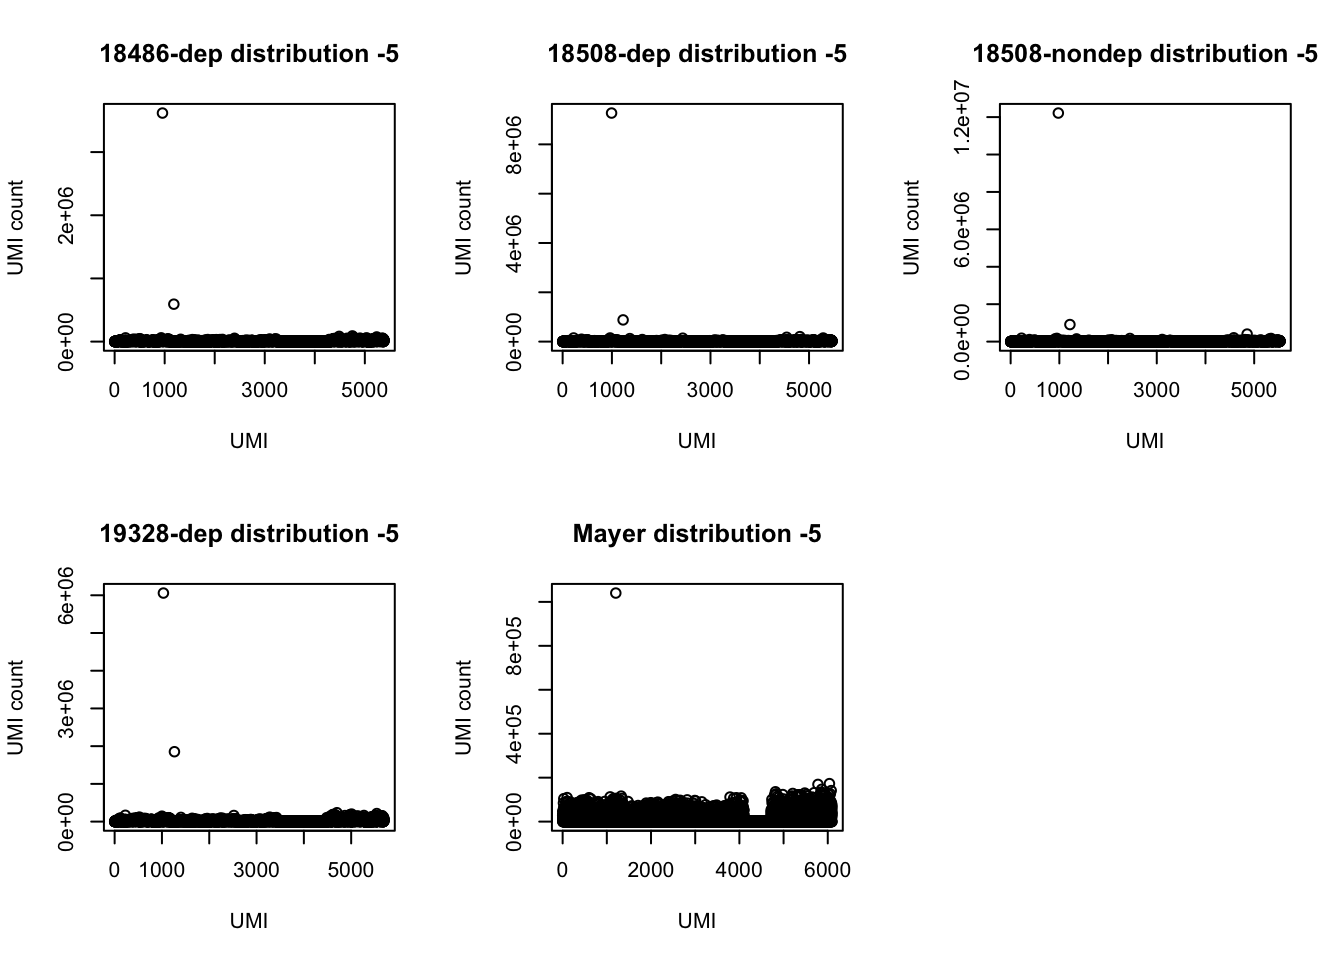 18486-dep distribution -5
UMI count
0e+00 2e+06
0 1000 3000 5000
UMI
18508-dep distribution -5
UMI count
0e+00 4e+06 8e+06
0 1000 3000 5000
UMI
18508-nondep distribution -5
UMI count
0.0e+00 6.0e+06 1.2e+07
0 1000 3000 5000
UMI
19328-dep distribution -5
UMI count
0e+00 3e+06 6e+06
0 1000 3000 5000
UMI
Mayer distribution -5
UMI count
0e+00 4e+05 8e+05
0 2000 4000 6000
UMI